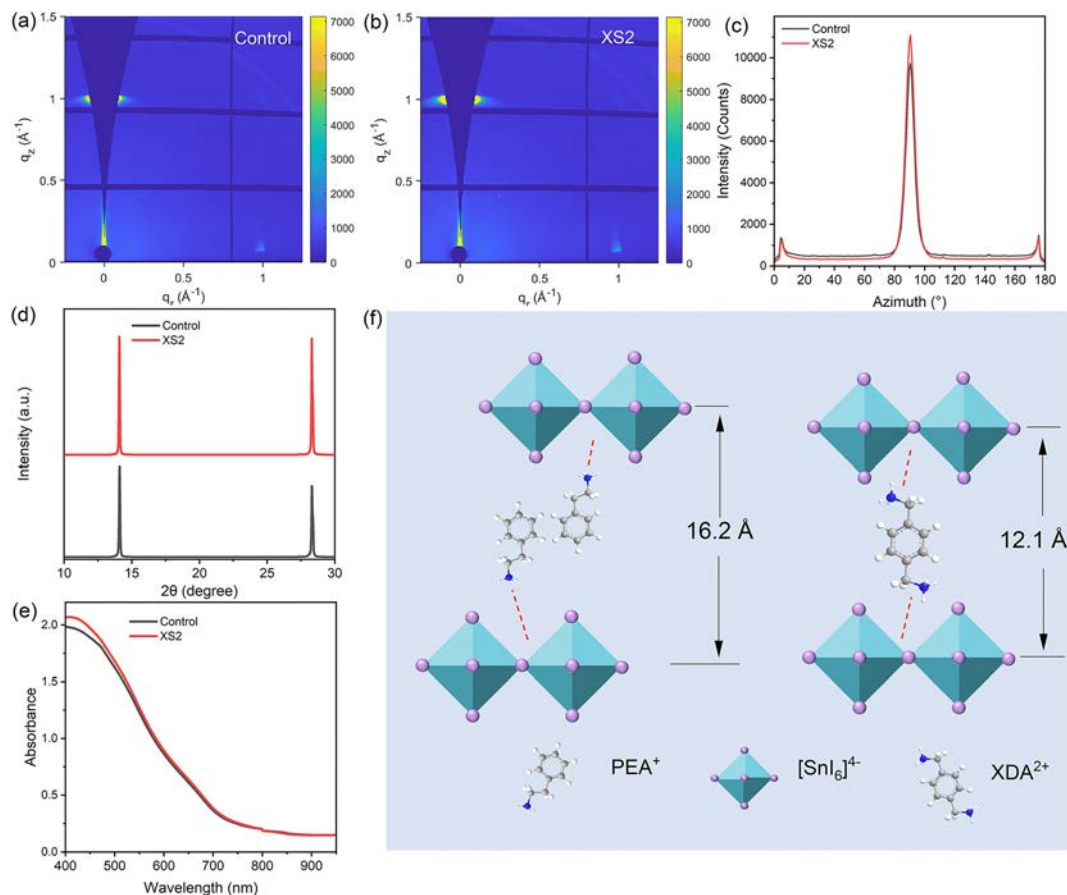 (a)
Control
1.5
1
0.5
0
q_z (Å⁻¹)
0
0.5
1
q_r (Å⁻¹)
7000
6000
5000
4000
3000
2000
1000
0
(b)
XS2
1.5
1
0.5
0
q_z (Å⁻¹)
0
0.5
1
q_r (Å⁻¹)
7000
6000
5000
4000
3000
2000
1000
0
(c)
Control
XS2
10000
8000
6000
4000
2000
0
Intensity (Counts)
0 20 40 60 80 100 120 140 160 180
Azimuth (°)
(d)
Control
XS2
Intensity (a.u.)
10 15 20 25 30
2θ (degree)
(e)
Control
XS2
2.0
1.5
1.0
0.5
0.0
Absorbance
400 500 600 700 800 900
Wavelength (nm)
(f)
16.2 Å
12.1 Å
PEA⁺
[SnI₆]⁴⁻
XDA²⁺